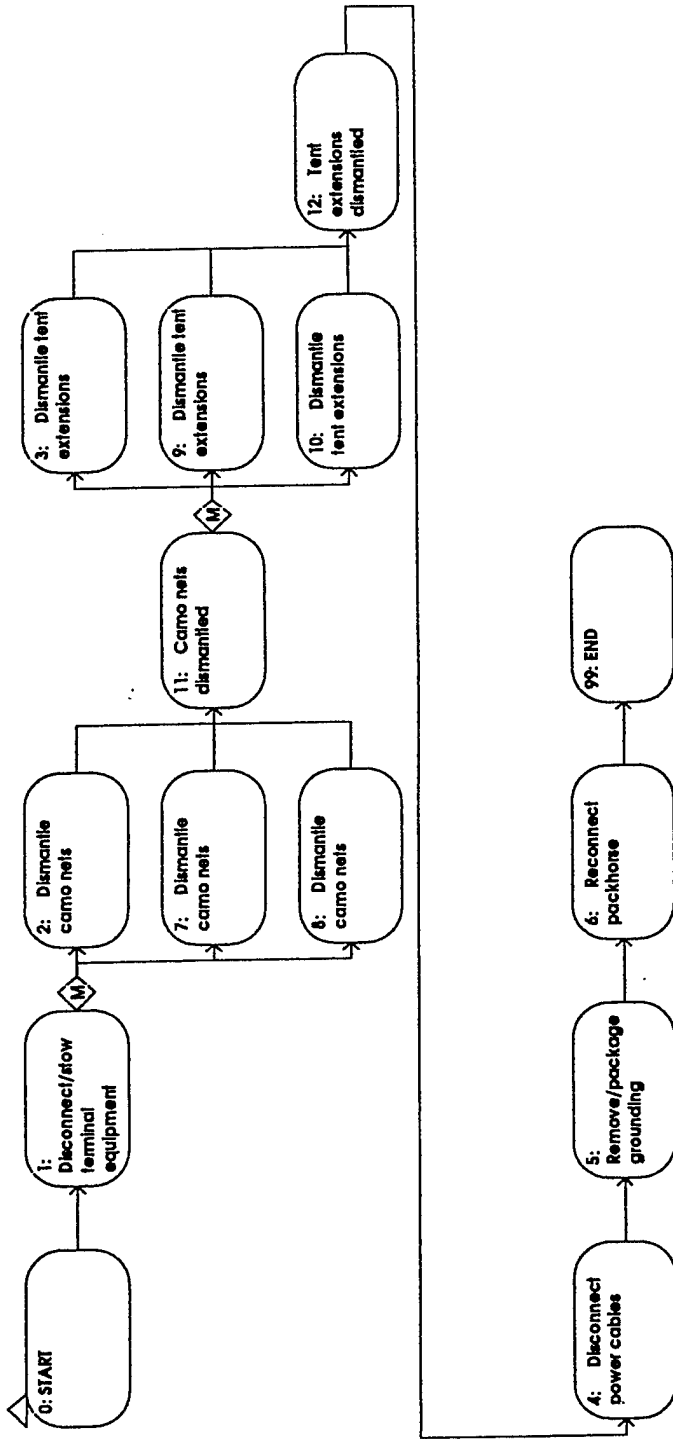 0: START
1:
Disconnect/stow
terminal
equipment
M
2: Dismantle
camo nets
7: Dismantle
camo nets
8: Dismantle
camo nets
11: Camo nets
dismantled
M
3: Dismantle tent
extensions
9: Dismantle tent
extensions
10: Dismantle
tent extensions
12: Tent
extensions
dismantled
4: Disconnect
power cables
5:
Remove/package
grounding
6: Reconnect
packhorse
99: END